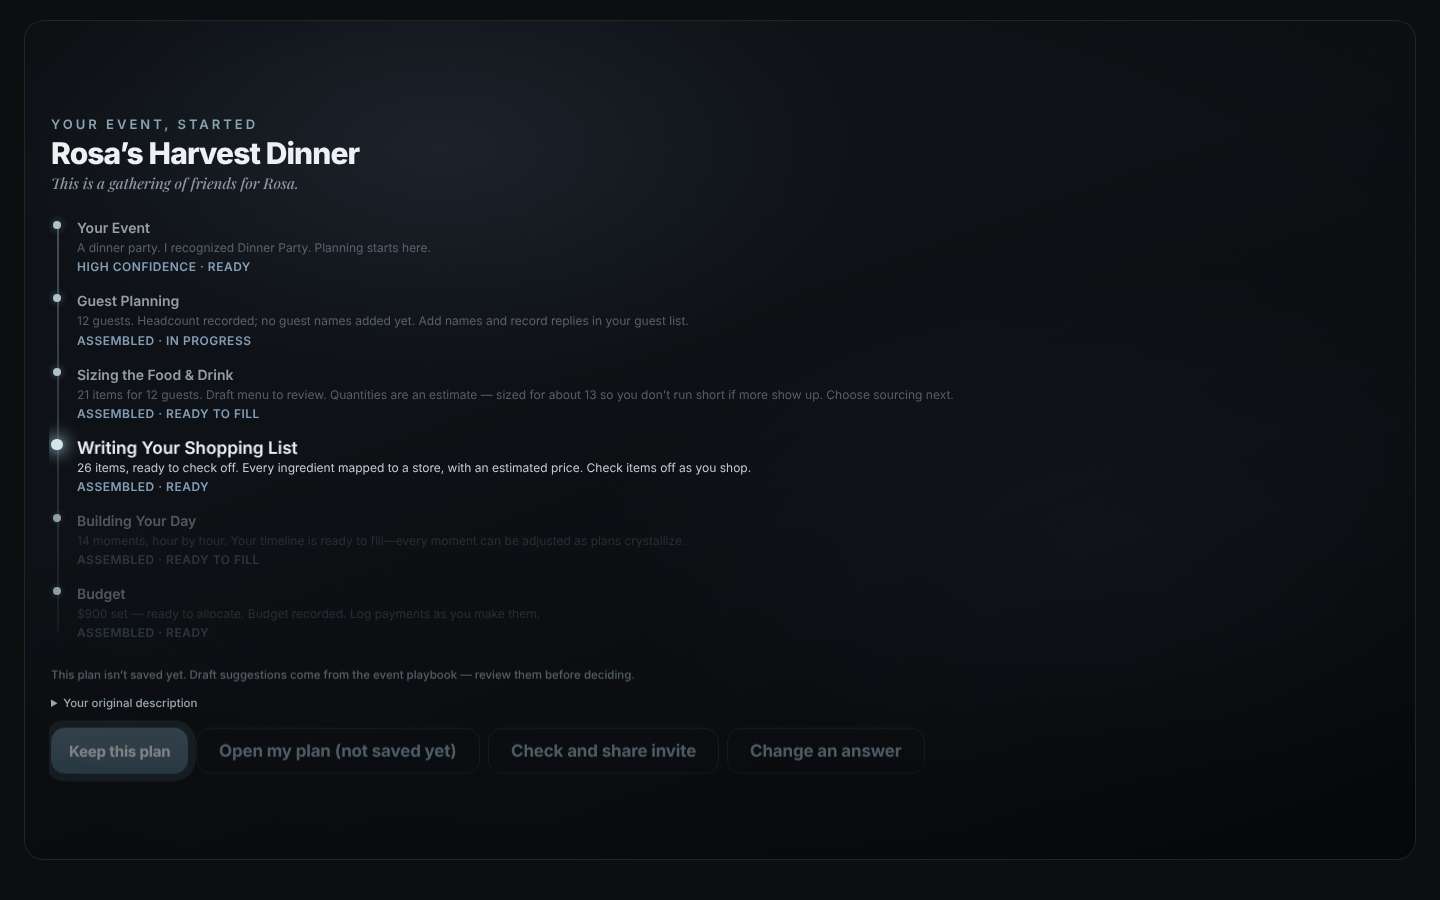 YOUR EVENT, STARTED
Rosa’s Harvest Dinner
This is a gathering of friends for Rosa.
Your Event
A dinner party. I recognized Dinner Party. Planning starts here.
HIGH CONFIDENCE · READY
Guest Planning
12 guests. Headcount recorded; no guest names added yet. Add names and record replies in your guest list.
ASSEMBLED · IN PROGRESS
Sizing the Food & Drink
21 items for 12 guests. Draft menu to review. Quantities are an estimate — sized for about 13 so you don't run short if more show up. Choose sourcing next.
ASSEMBLED · READY TO FILL
Writing Your Shopping List
26 items, ready to check off. Every ingredient mapped to a store, with an estimated price. Check items off as you shop.
ASSEMBLED · READY
Building Your Day
14 moments, hour by hour. Your timeline is ready to fill—every moment can be adjusted as plans crystallize.
ASSEMBLED · READY TO FILL
Budget
$900 set — ready to allocate. Budget recorded. Log payments as you make them.
ASSEMBLED · READY
This plan isn't saved yet. Draft suggestions come from the event playbook — review them before deciding.
Your original description
Keep this plan
Open my plan (not saved yet)
Check and share invite
Change an answer